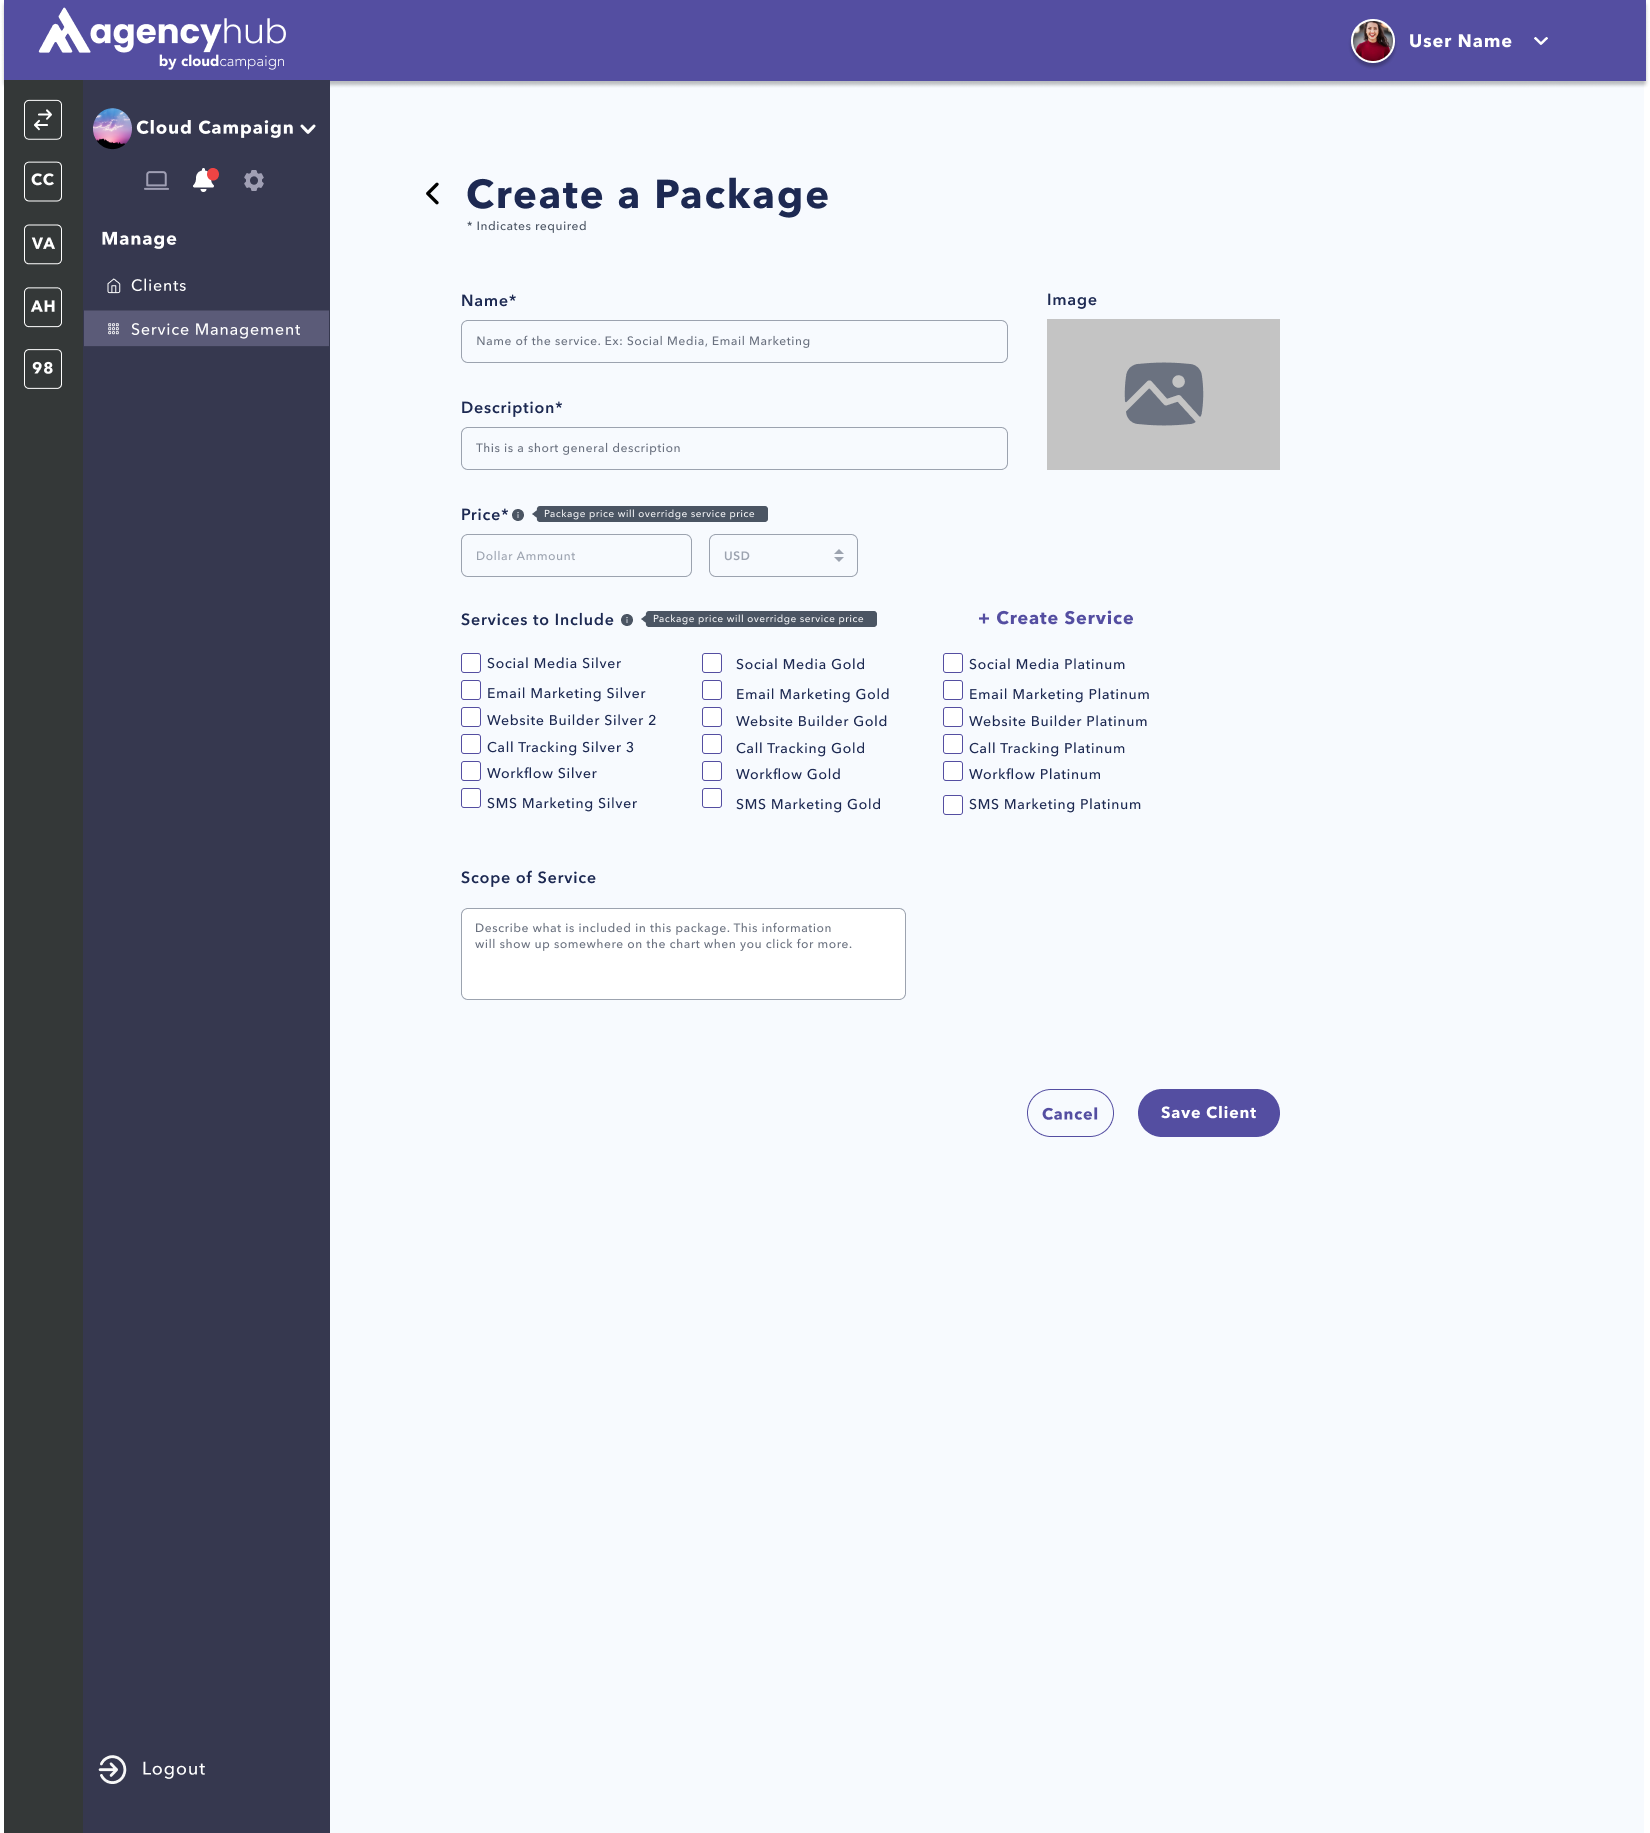 agencyhub
by cloudcampaign
User Name
CC
VA
AH
98
Cloud Campaign
Manage
Clients
Service Management
Logout
Create a Package
* Indicates required
Name*
Name of the service. Ex: Social Media, Email Marketing
Image
Description*
This is a short general description
Price* Package price will overridge service price
Dollar Ammount
USD
Services to Include Package price will overridge service price
+ Create Service
Social Media Silver
Email Marketing Silver
Website Builder Silver 2
Call Tracking Silver 3
Workflow Silver
SMS Marketing Silver
Social Media Gold
Email Marketing Gold
Website Builder Gold
Call Tracking Gold
Workflow Gold
SMS Marketing Gold
Social Media Platinum
Email Marketing Platinum
Website Builder Platinum
Call Tracking Platinum
Workflow Platinum
SMS Marketing Platinum
Scope of Service
Describe what is included in this package. This information
will show up somewhere on the chart when you click for more.
Cancel
Save Client